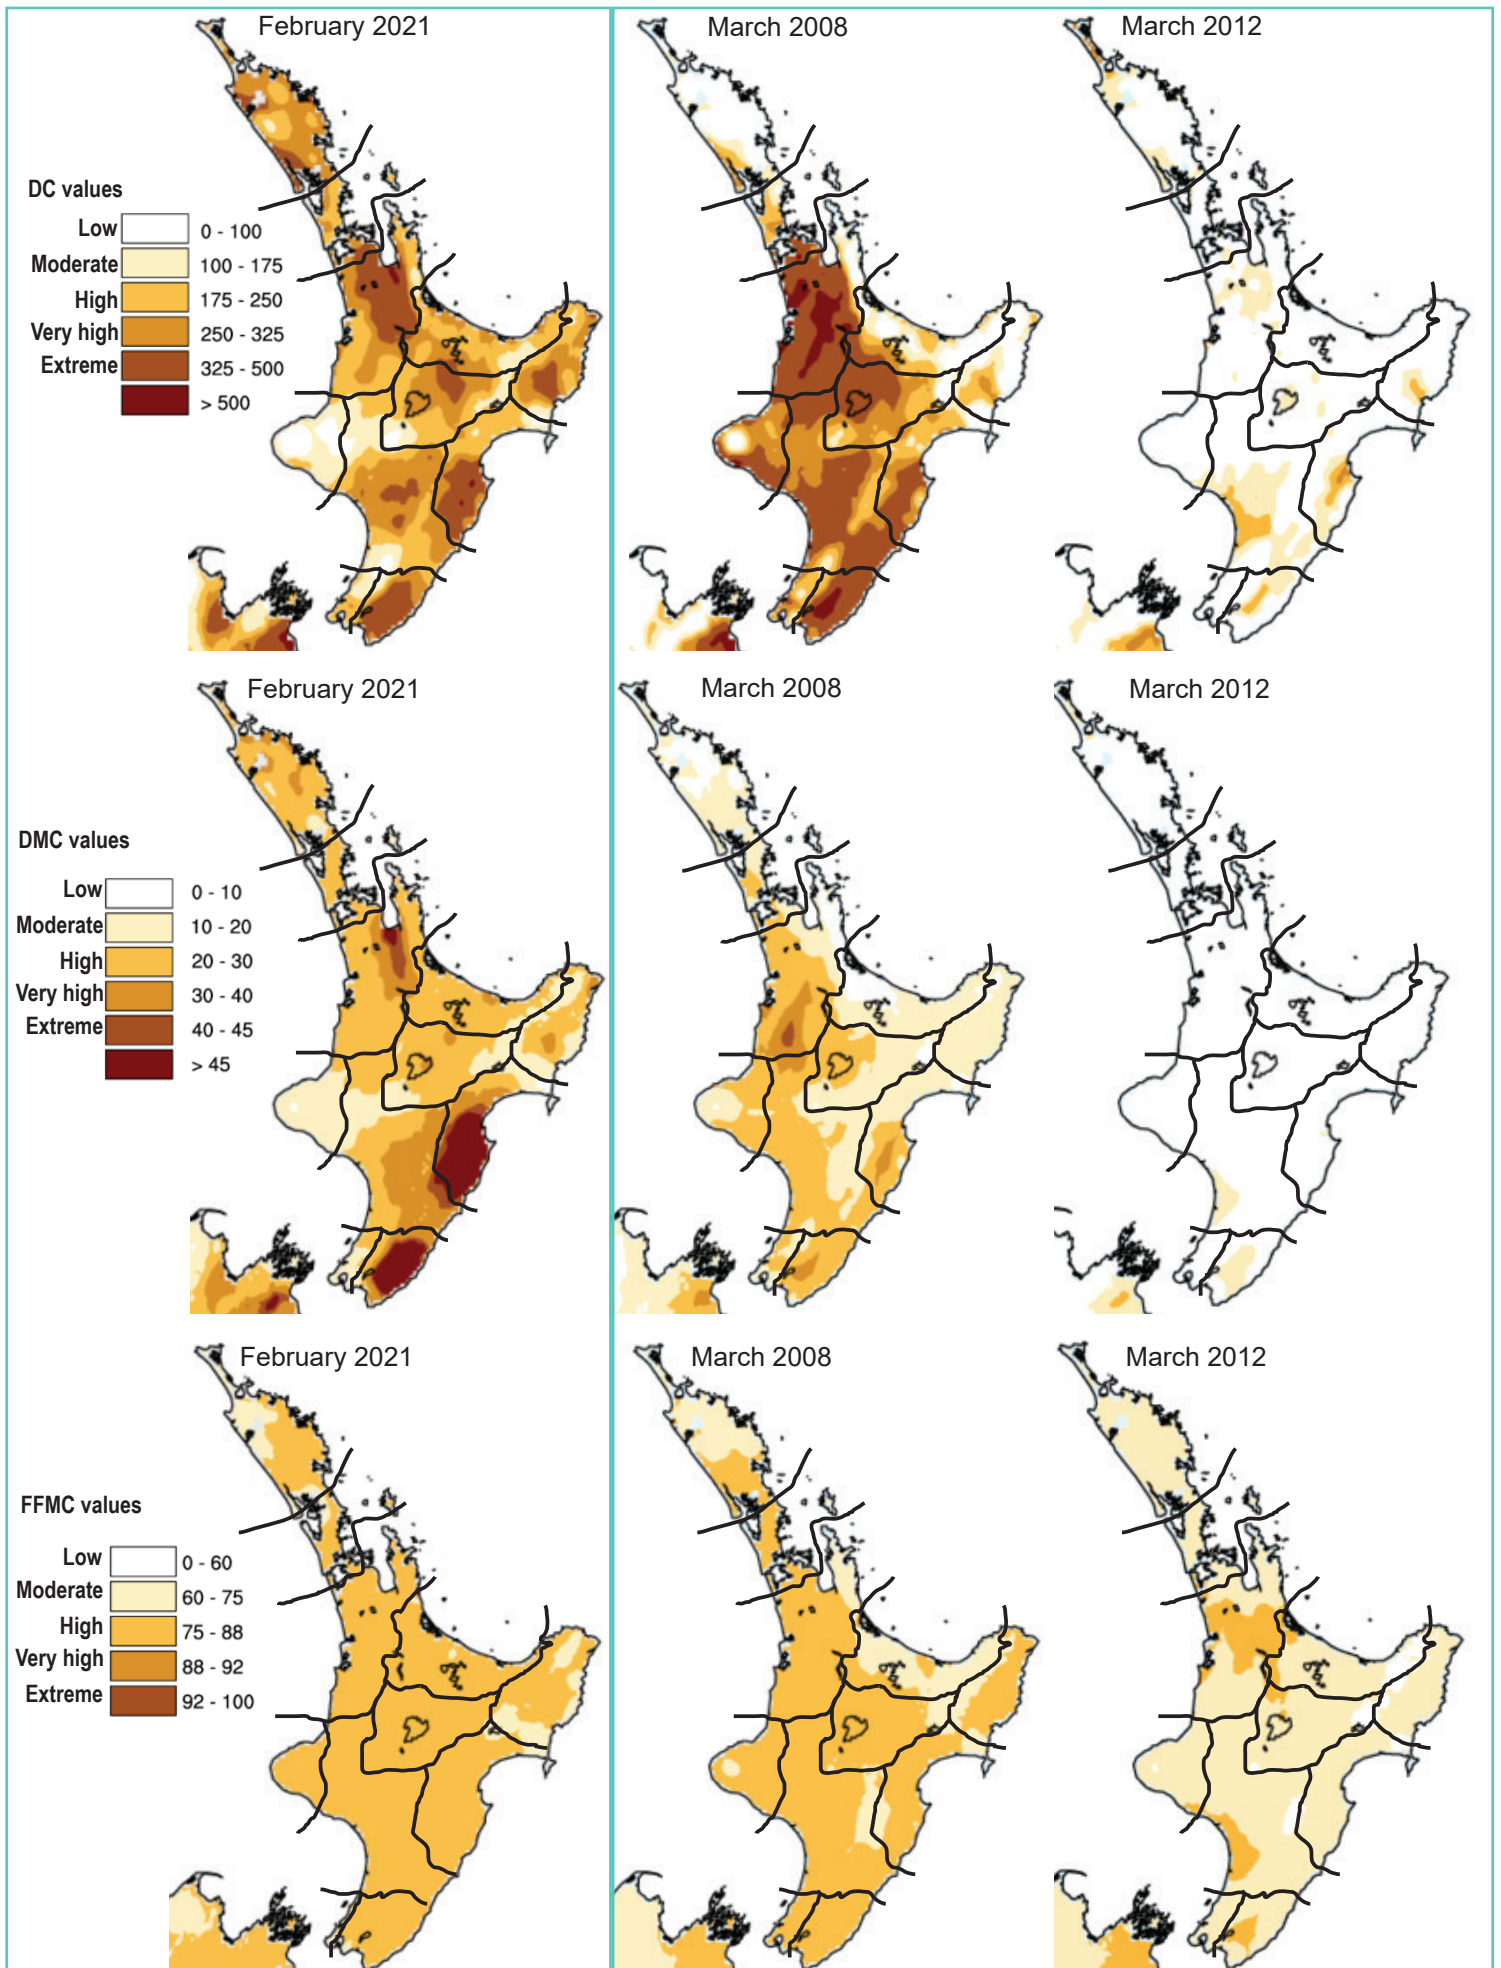 February 2021
March 2008
March 2012
DC values
Low 0 - 100
Moderate 100 - 175
High 175 - 250
Very high 250 - 325
Extreme 325 - 500
> 500
February 2021
March 2008
March 2012
DMC values
Low 0 - 10
Moderate 10 - 20
High 20 - 30
Very high 30 - 40
Extreme 40 - 45
> 45
February 2021
March 2008
March 2012
FFMC values
Low 0 - 60
Moderate 60 - 75
High 75 - 88
Very high 88 - 92
Extreme 92 - 100